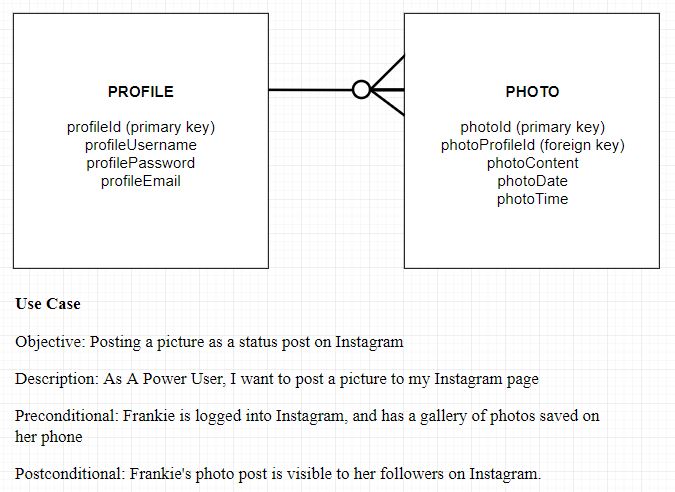 PROFILE
profileId (primary key)
profileUsername
profilePassword
profileEmail
PHOTO
photoId (primary key)
photoProfileId (foreign key)
photoContent
photoDate
photoTime
Use Case
Objective: Posting a picture as a status post on Instagram
Description: As A Power User, I want to post a picture to my Instagram page
Preconditional: Frankie is logged into Instagram, and has a gallery of photos saved on
her phone
Postconditional: Frankie's photo post is visible to her followers on Instagram.